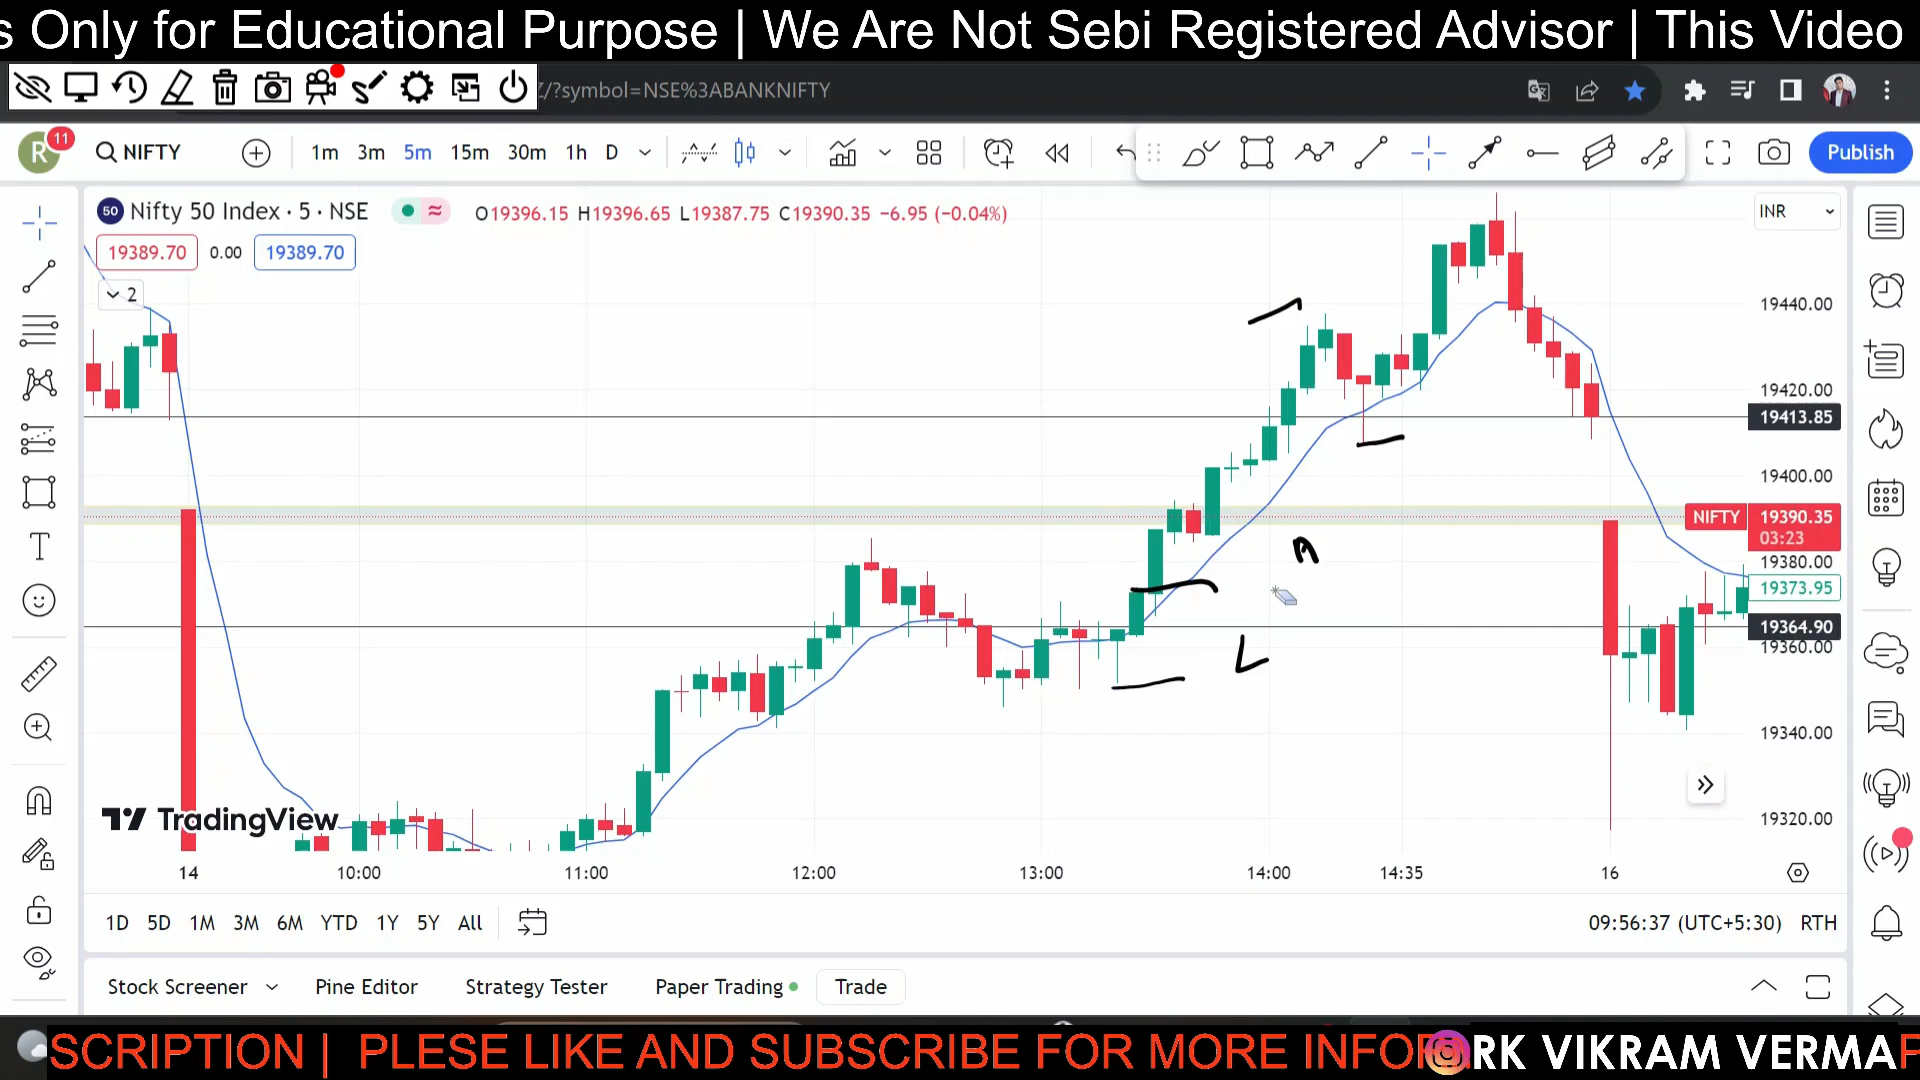 s Only for Educational Purpose | We Are Not Sebi Registered Advisor | This Video
Z/?symbol=NSE%3ABANKNIFTY
R 11 NIFTY 1m 3m 5m 15m 30m 1h D Publish
50 Nifty 50 Index · 5 · NSE O19396.15 H19396.65 L19387.75 C19390.35 −6.95 (−0.04%) INR
19389.70 0.00 19389.70
2
19440.00
19420.00
19413.85
19400.00
NIFTY 19390.35
03:23
19380.00
19373.95
19364.90
19360.00
L
19340.00
19320.00
TradingView
14 10:00 11:00 12:00 13:00 14:00 14:35 16
1D 5D 1M 3M 6M YTD 1Y 5Y All 09:56:37 (UTC+5:30) RTH
Stock Screener Pine Editor Strategy Tester Paper Trading Trade
SCRIPTION | PLESE LIKE AND SUBSCRIBE FOR MORE INFO RK VIKRAM VERMA